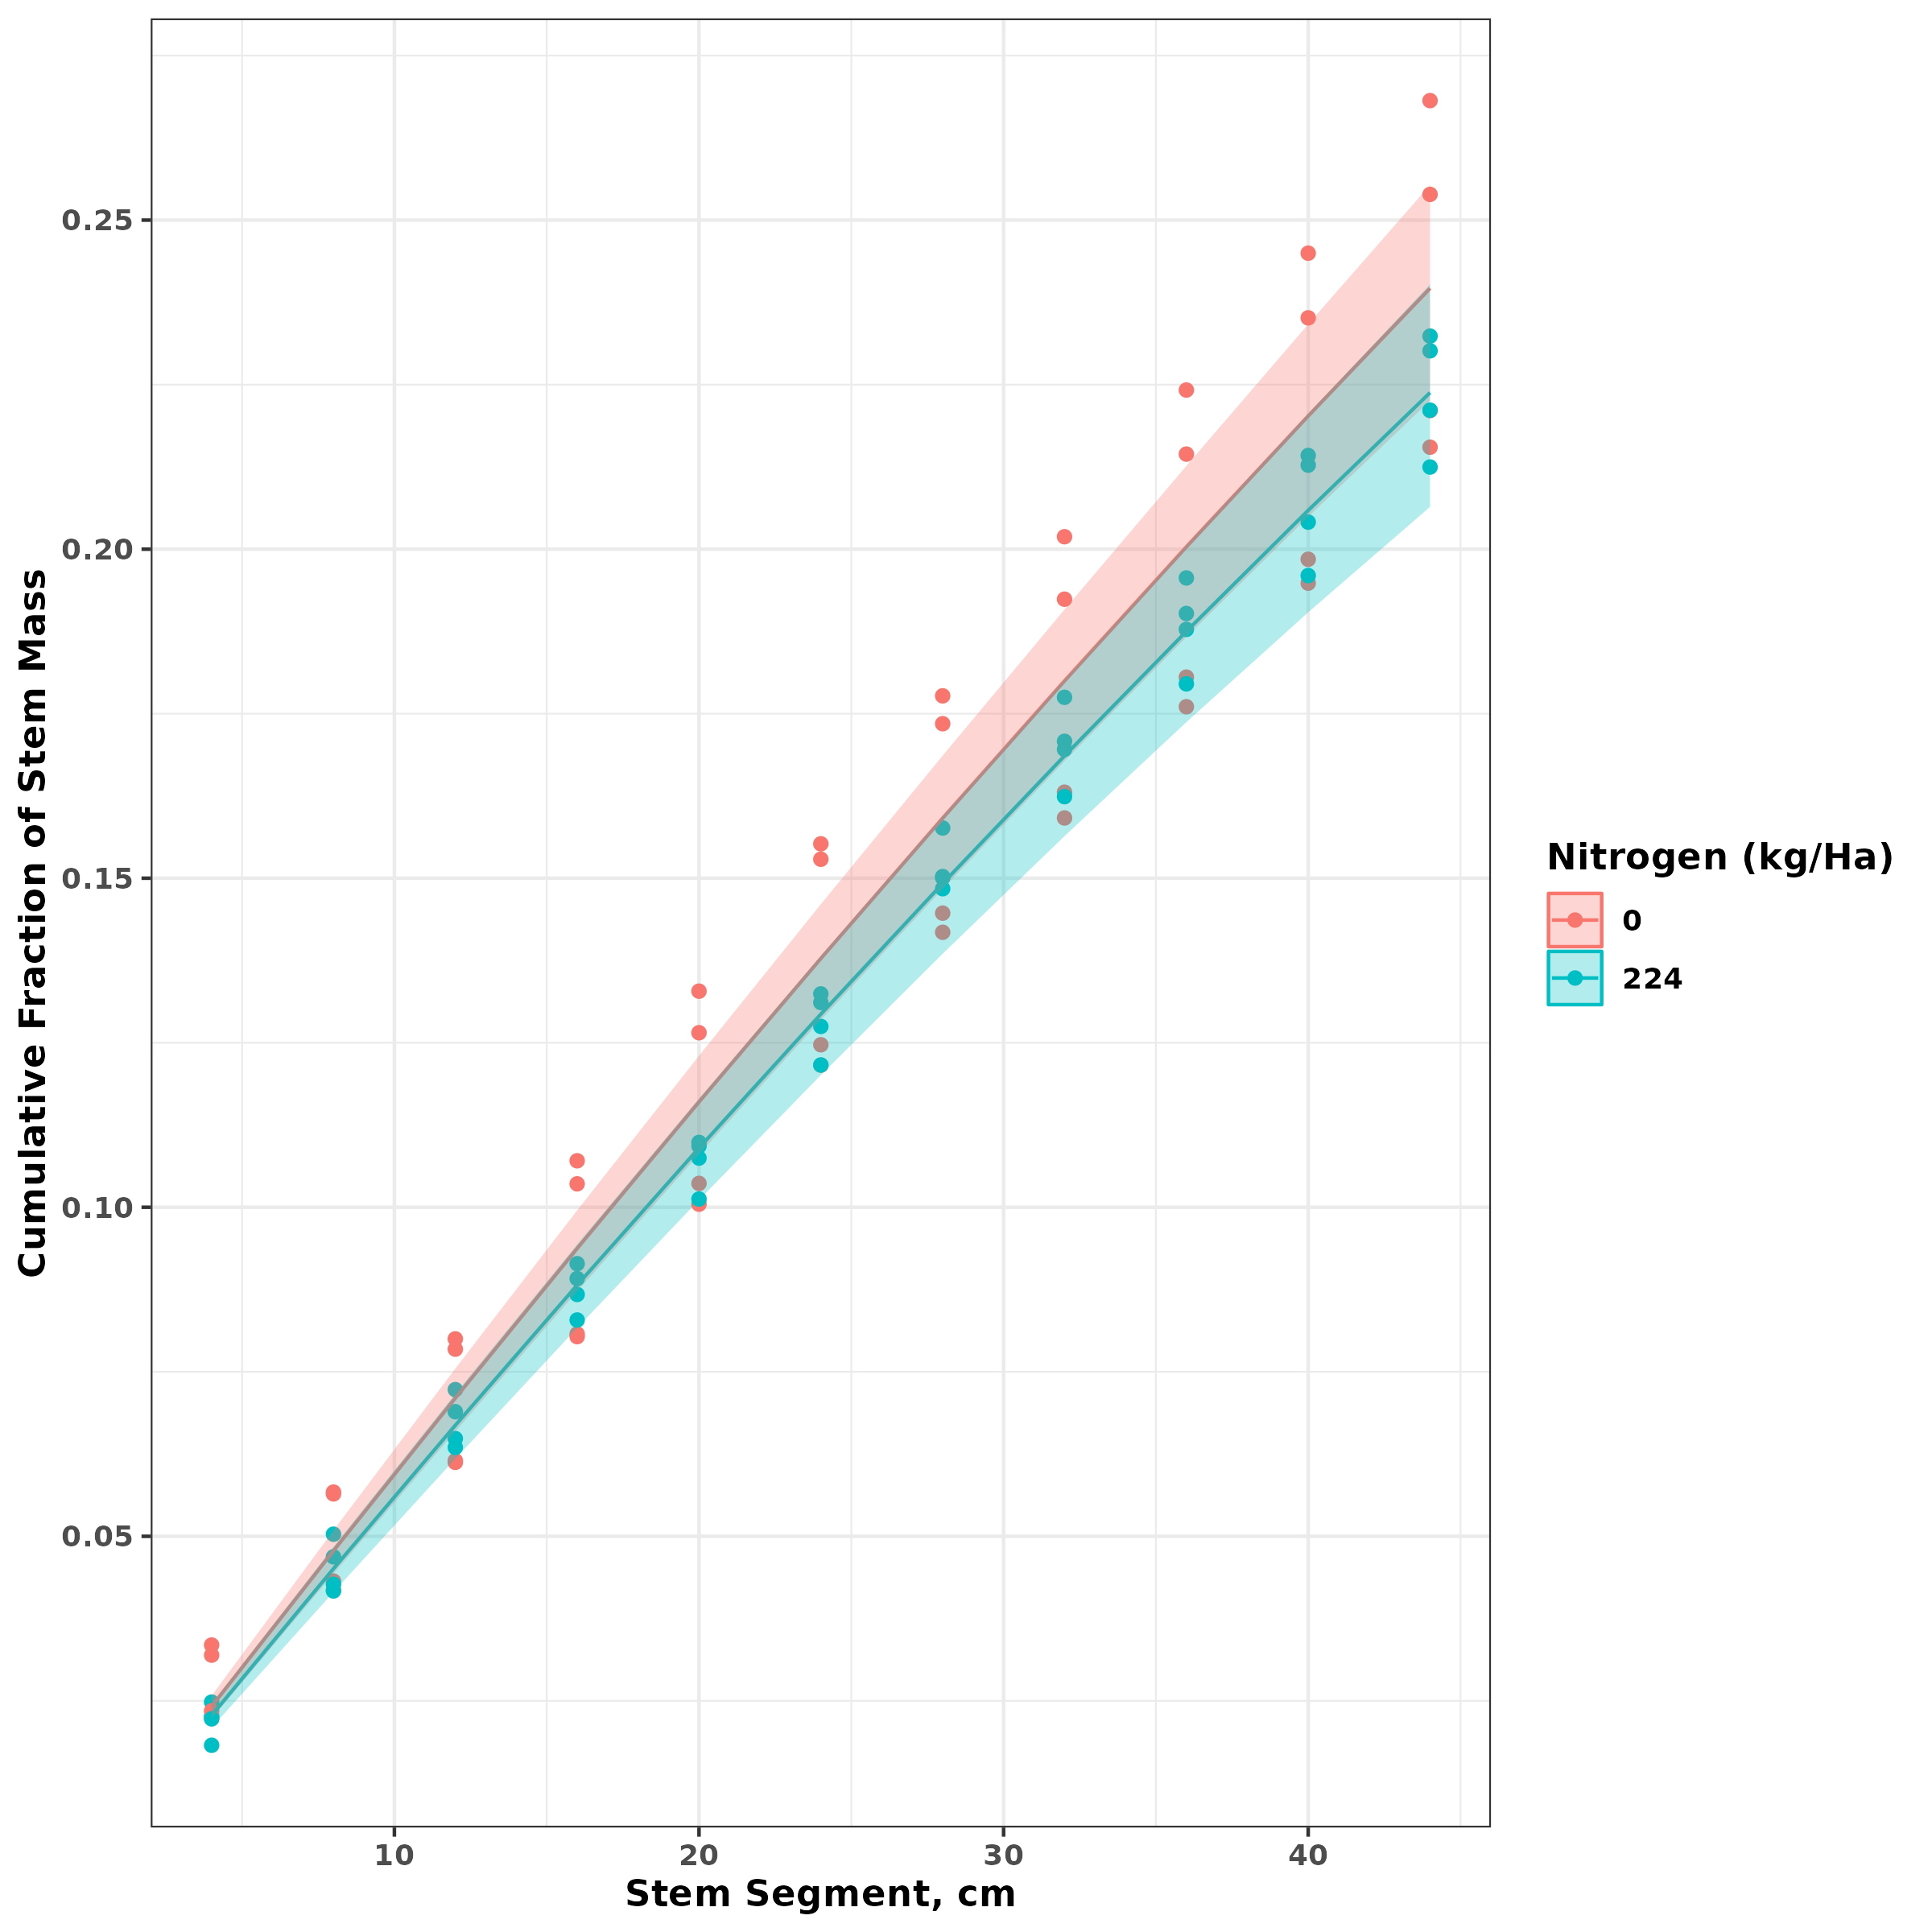 Cumulative Fraction of Stem Mass
0.25
0.20
0.15
0.10
0.05
10 20 30 40
Stem Segment, cm
Nitrogen (kg/Ha)
0
224